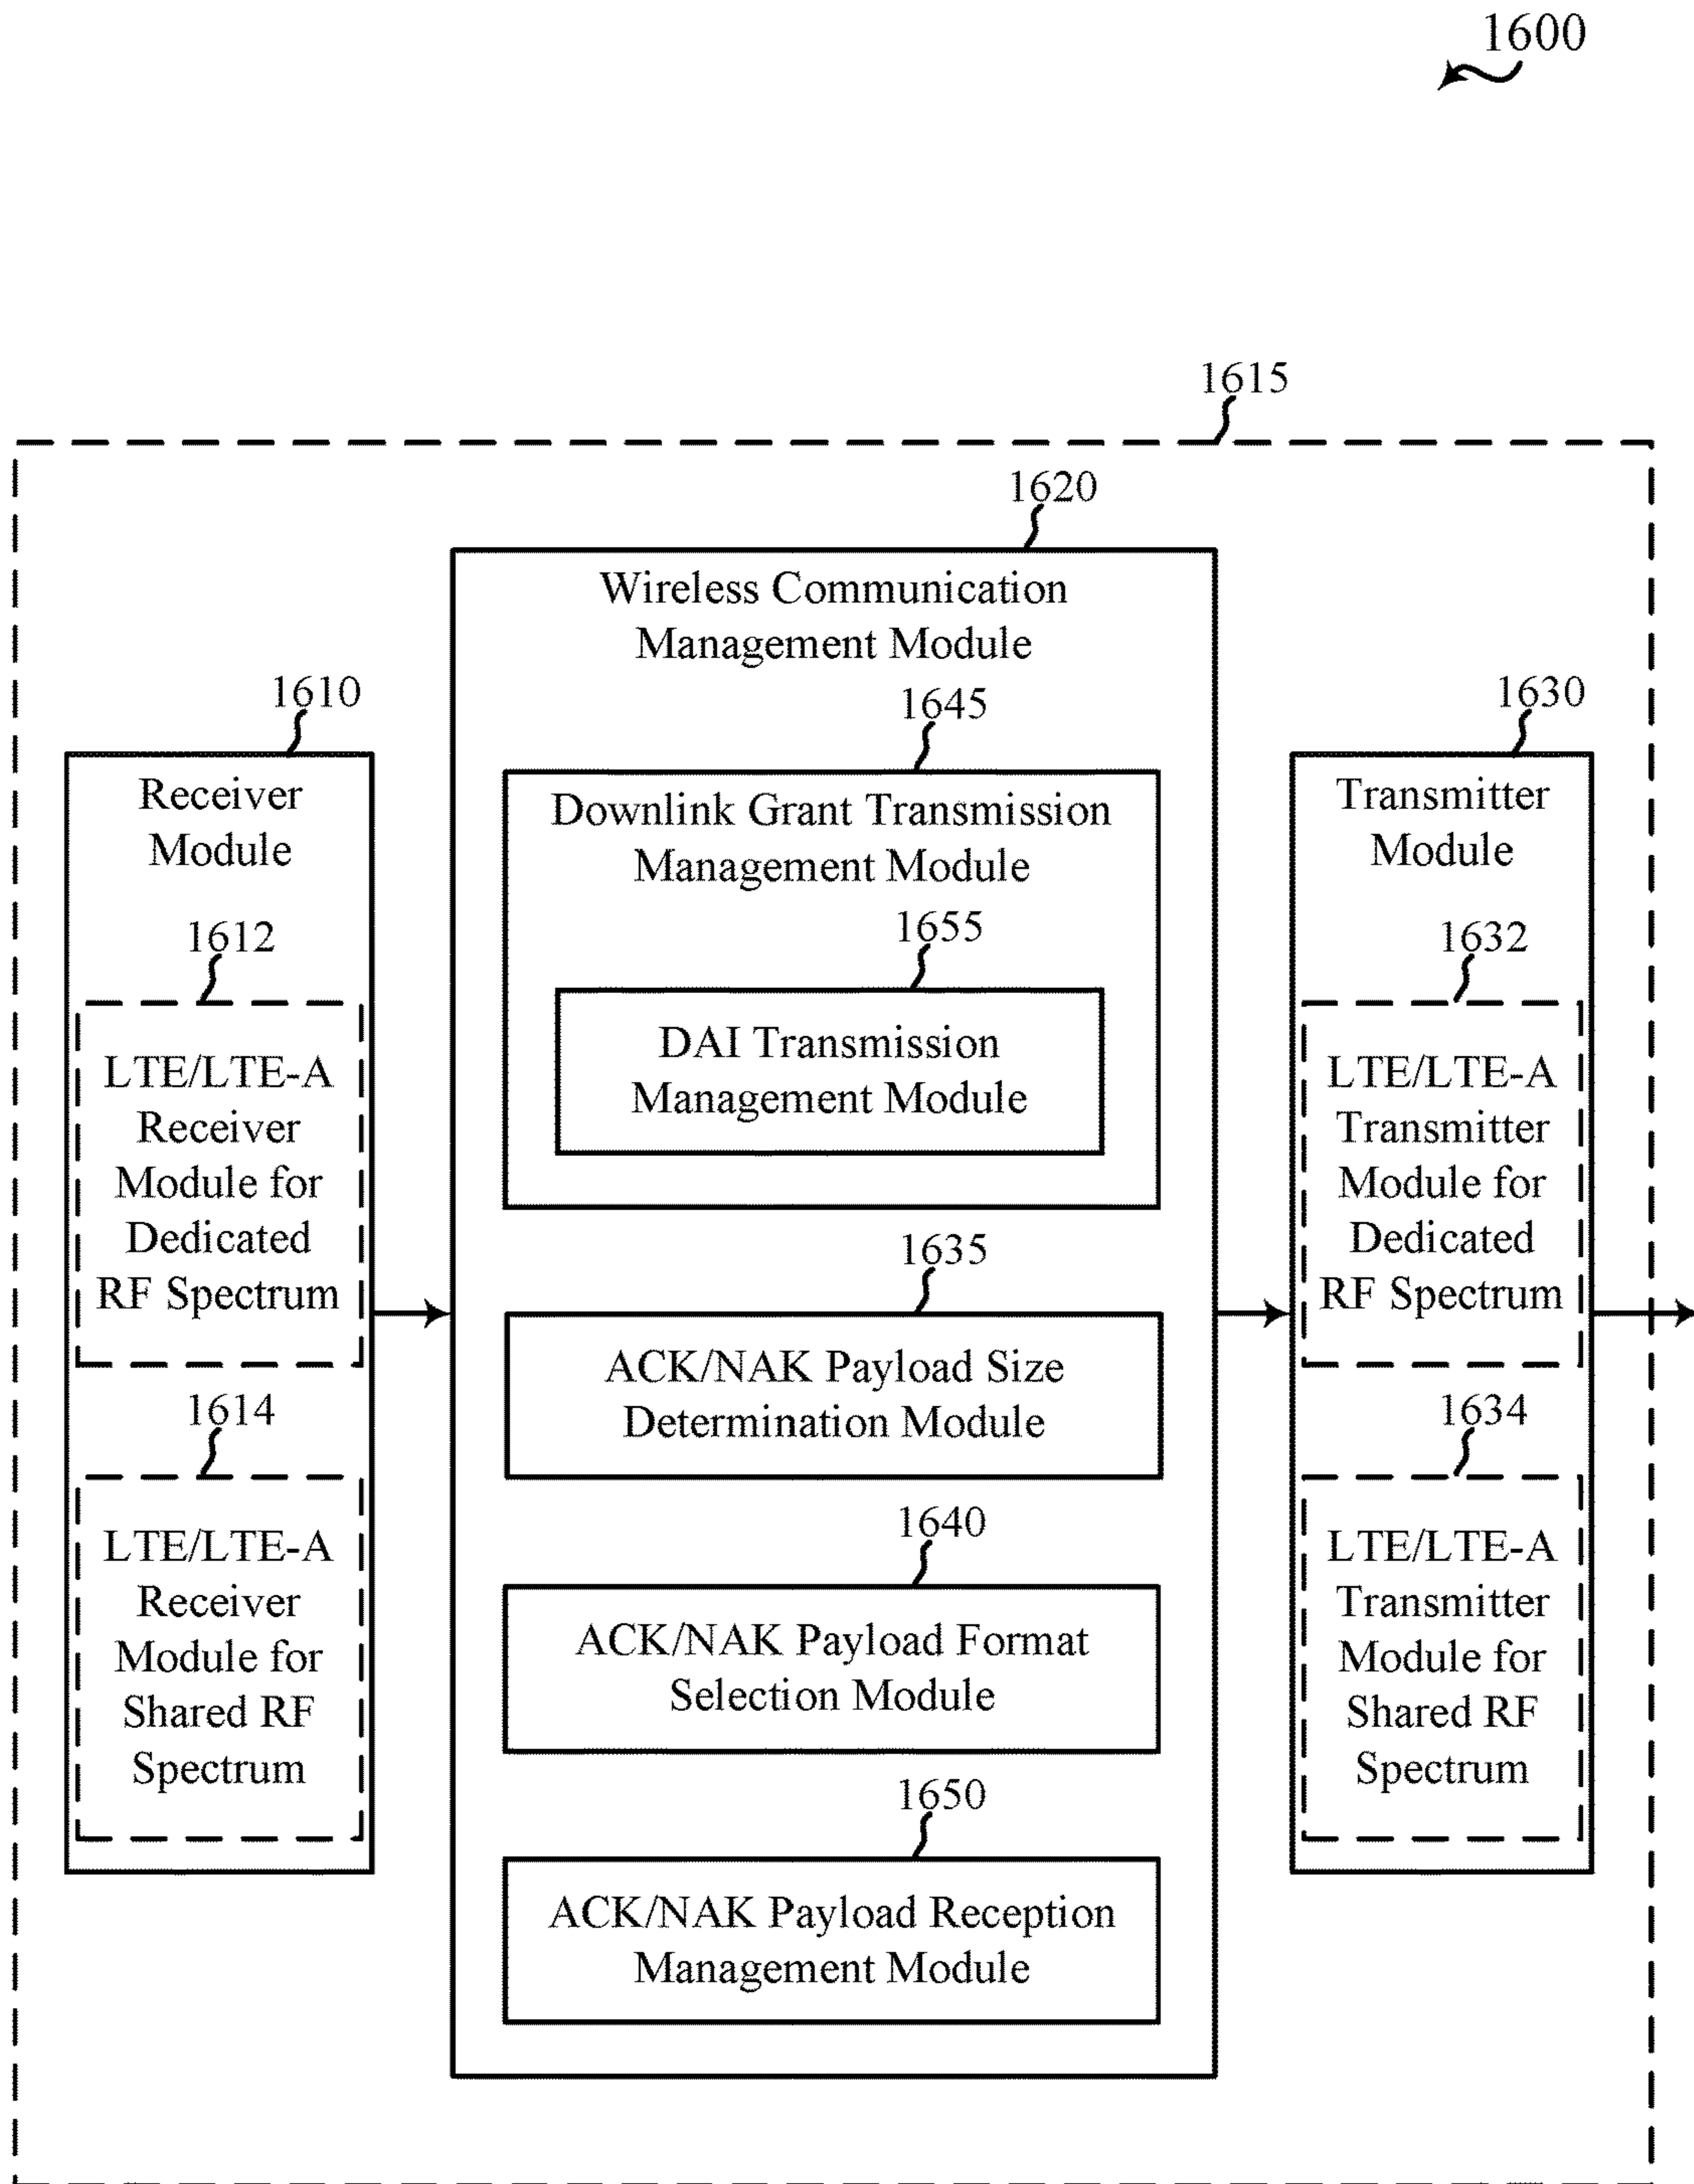 1600
1615
1620
Wireless Communication
Management Module
1610
Receiver
Module
1612
LTE/LTE-A
Receiver
Module for
Dedicated
RF Spectrum
1614
LTE/LTE-A
Receiver
Module for
Shared RF
Spectrum
1645
Downlink Grant Transmission
Management Module
1655
DAI Transmission
Management Module
1635
ACK/NAK Payload Size
Determination Module
1640
ACK/NAK Payload Format
Selection Module
1650
ACK/NAK Payload Reception
Management Module
1630
Transmitter
Module
1632
LTE/LTE-A
Transmitter
Module for
Dedicated
RF Spectrum
1634
LTE/LTE-A
Transmitter
Module for
Shared RF
Spectrum